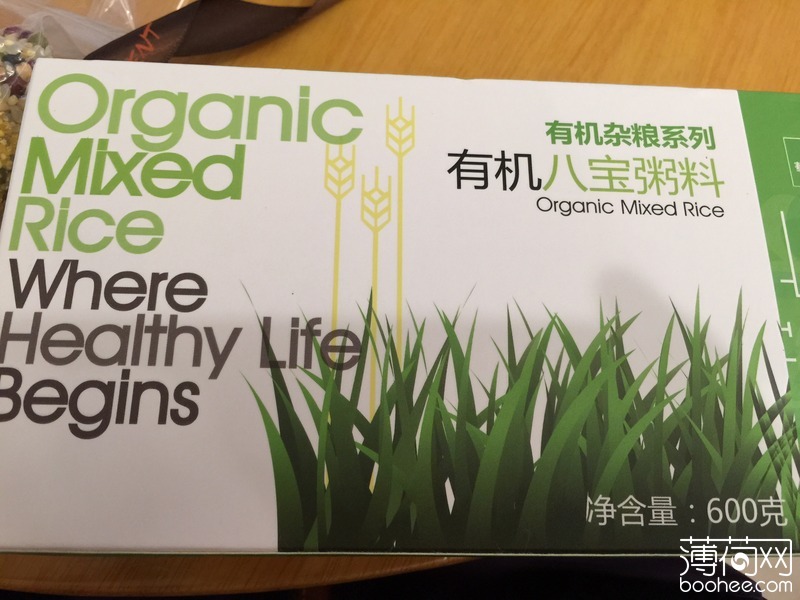 Organic
Mixed
Rice
Where
Healthy Life
Begins
有机杂粮系列
有机八宝粥料
Organic Mixed Rice
净含量：600克
薄荷网
boohee.com